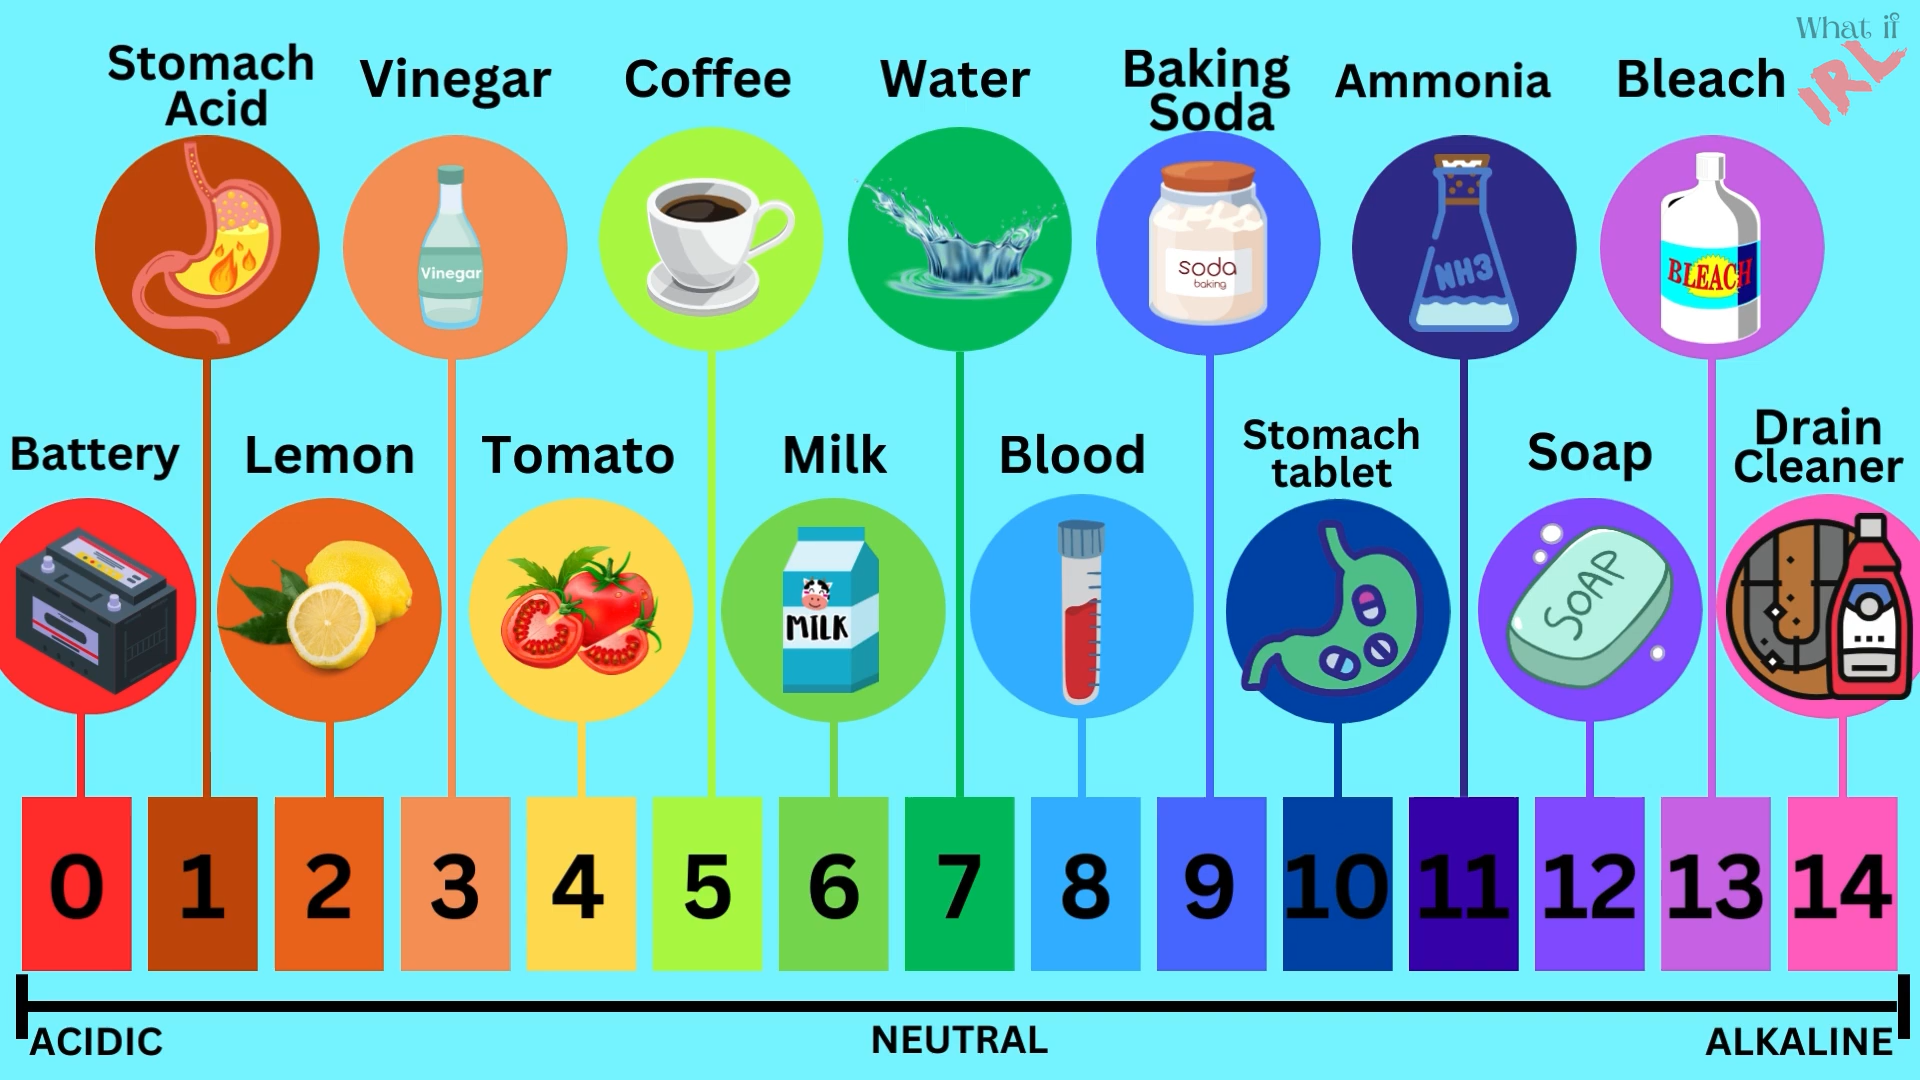 What if
IRL
Stomach
Acid
Vinegar
Coffee
Water
Baking
Soda
Ammonia
Bleach
Vinegar
soda
baking
NH3
BLEACH
Battery
Lemon
Tomato
Milk
Blood
Stomach
tablet
Soap
Drain
Cleaner
MILK
SOAP
0 1 2 3 4 5 6 7 8 9 10 11 12 13 14
ACIDIC NEUTRAL ALKALINE